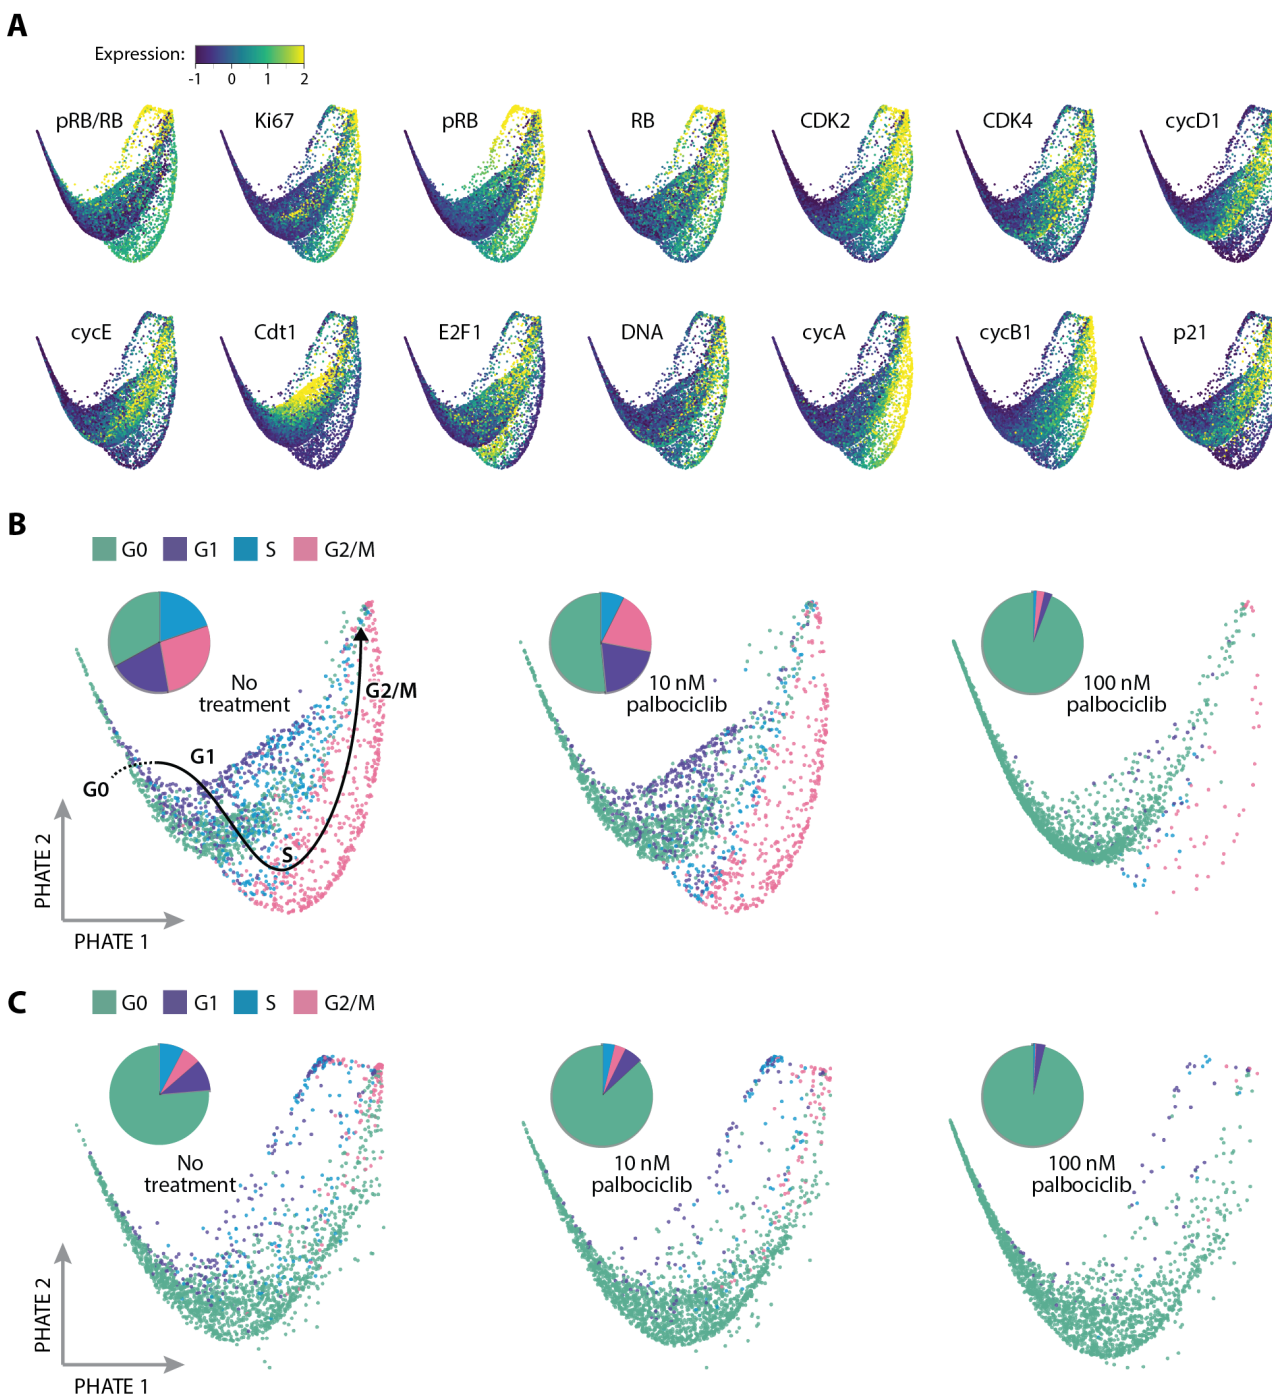 A
Expression:
-1 0 1 2
pRB/RB Ki67 pRB RB CDK2 CDK4 cycD1
cycE Cdt1 E2F1 DNA cycA cycB1 p21
B
G0 G1 S G2/M
No
treatment
10 nM
palbociclib
100 nM
palbociclib
G2/M
G1
G0
S
PHATE 2
PHATE 1
C
G0 G1 S G2/M
No
treatment
10 nM
palbociclib
100 nM
palbociclib
PHATE 2
PHATE 1